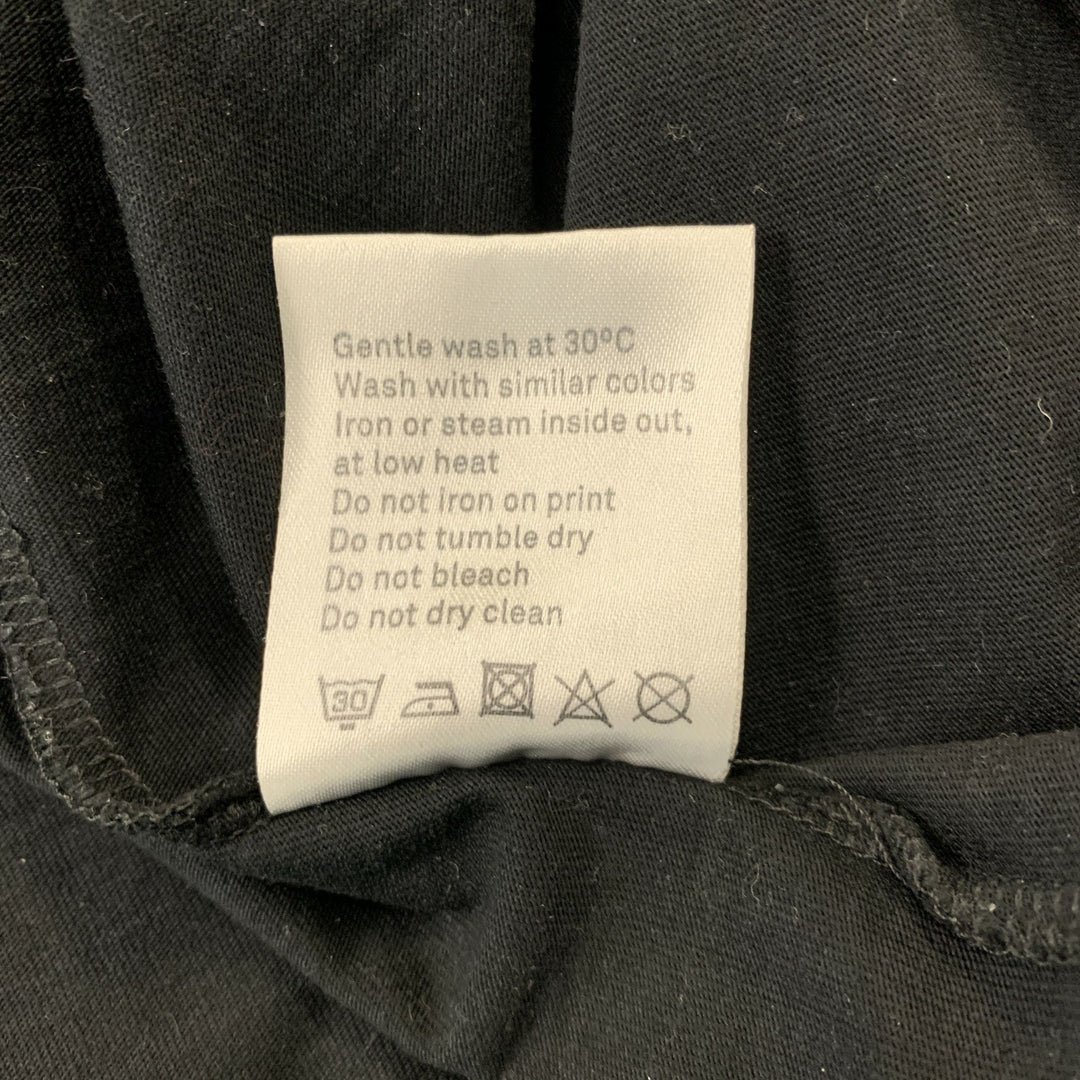 Gentle wash at 30ºC
Wash with similar colors
Iron or steam inside out,
at low heat
Do not iron on print
Do not tumble dry
Do not bleach
Do not dry clean
30